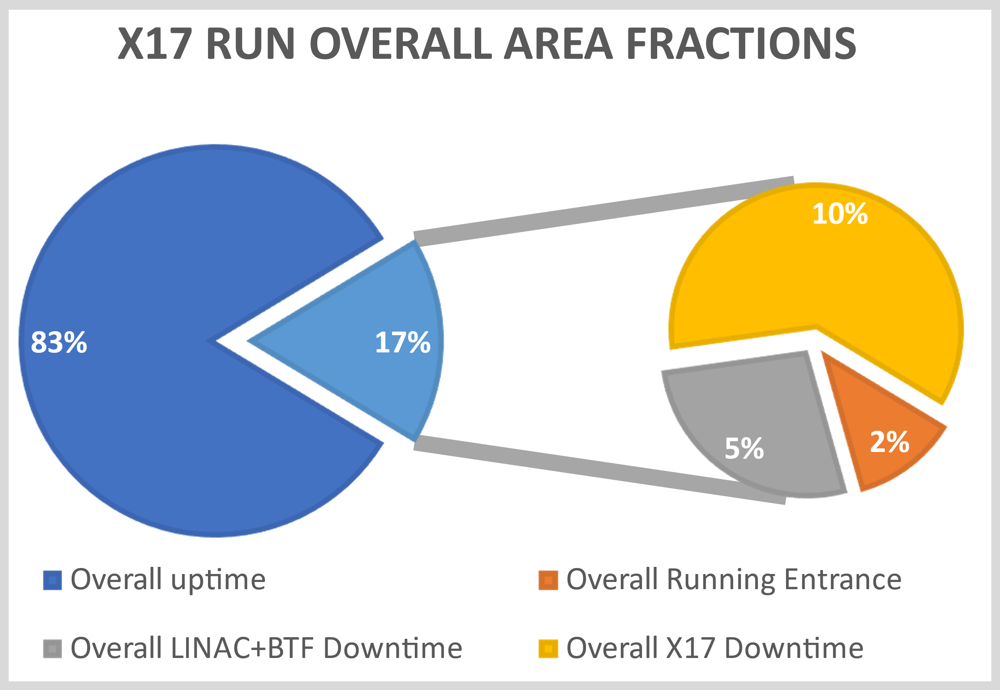 X17 RUN OVERALL AREA FRACTIONS
10%
83%
17%
5%
2%
Overall uptime
Overall Running Entrance
Overall LINAC+BTF Downtime
Overall X17 Downtime